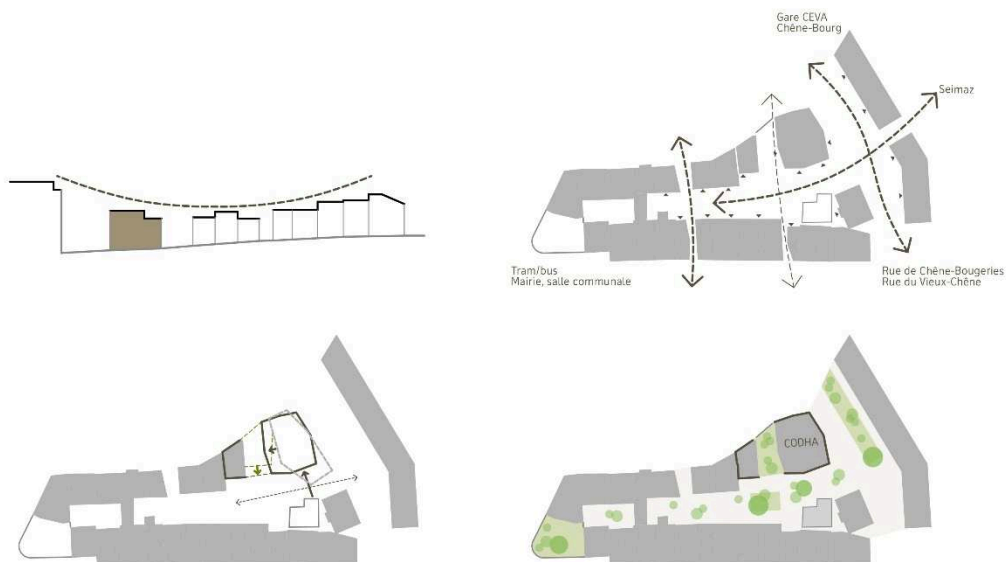 Gare CEVA
Chêne-Bourg
Seimaz
Tram/bus
Mairie, salle communale
Rue de Chêne-Bougeries
Rue du Vieux-Chêne
CODHA